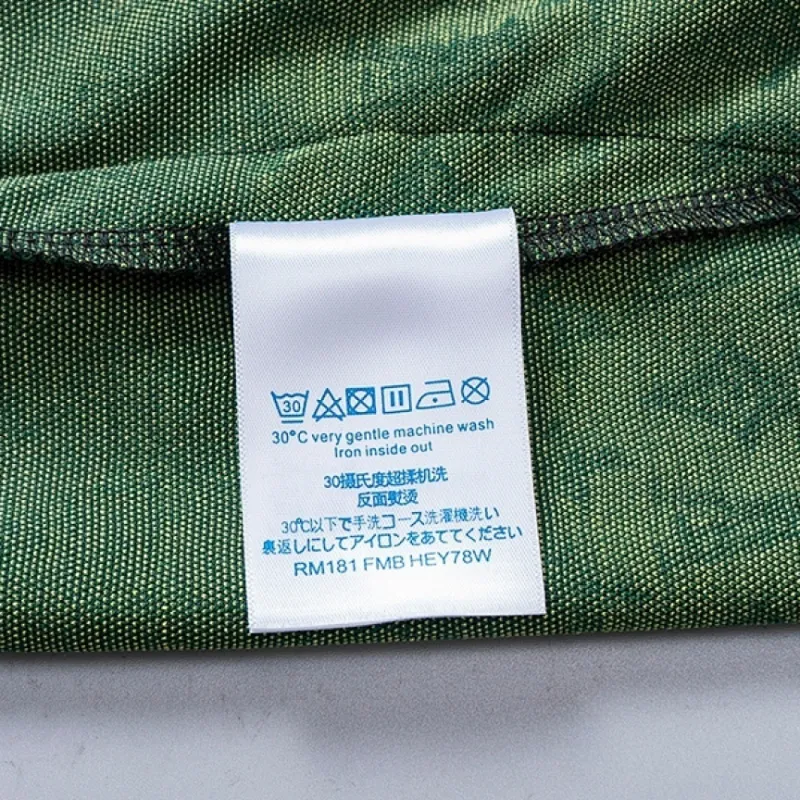 30
30°C very gentle machine wash
Iron inside out
30摄氏度超揉机洗
反面熨烫
30℃以下で手洗コース洗濯機洗い
裏返しにしてアイロンをあててください
RM181 FMB HEY78W